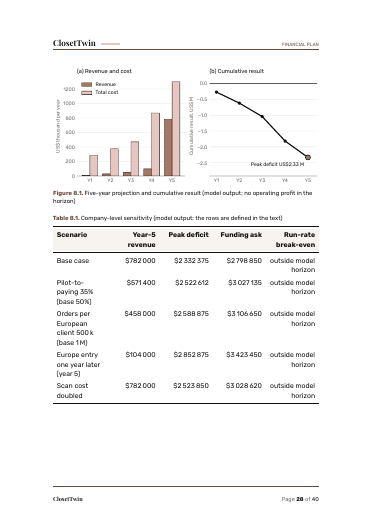 ClosetTwin
FINANCIAL PLAN
(a) Revenue and cost
Revenue
Total cost
US$ thousand per year
1200
1000
800
600
400
200
0
Y1 Y2 Y3 Y4 Y5
(b) Cumulative result
Cumulative result, US$ M
0.0
−0.5
−1.0
−1.5
−2.0
−2.5
Peak deficit US$2.33 M
Y1 Y2 Y3 Y4 Y5
Figure 8.1. Five-year projection and cumulative result (model output; no operating profit in the
horizon)
Table 8.1. Company-level sensitivity (model output; the rows are defined in the text)
Scenario Year-5 Peak deficit Funding ask Run-rate
revenue break-even
Base case $782 000 $2 332 375 $2 798 850 outside model
horizon
Pilot-to- $571 400 $2 522 612 $3 027 135 outside model
paying 35% horizon
(base 50%)
Orders per $458 000 $2 588 875 $3 106 650 outside model
European horizon
client 500 k
(base 1 M)
Europe entry $104 000 $2 852 875 $3 423 450 outside model
one year later horizon
(year 5)
Scan cost $782 000 $2 523 850 $3 028 620 outside model
doubled horizon
ClosetTwin
Page 28 of 40